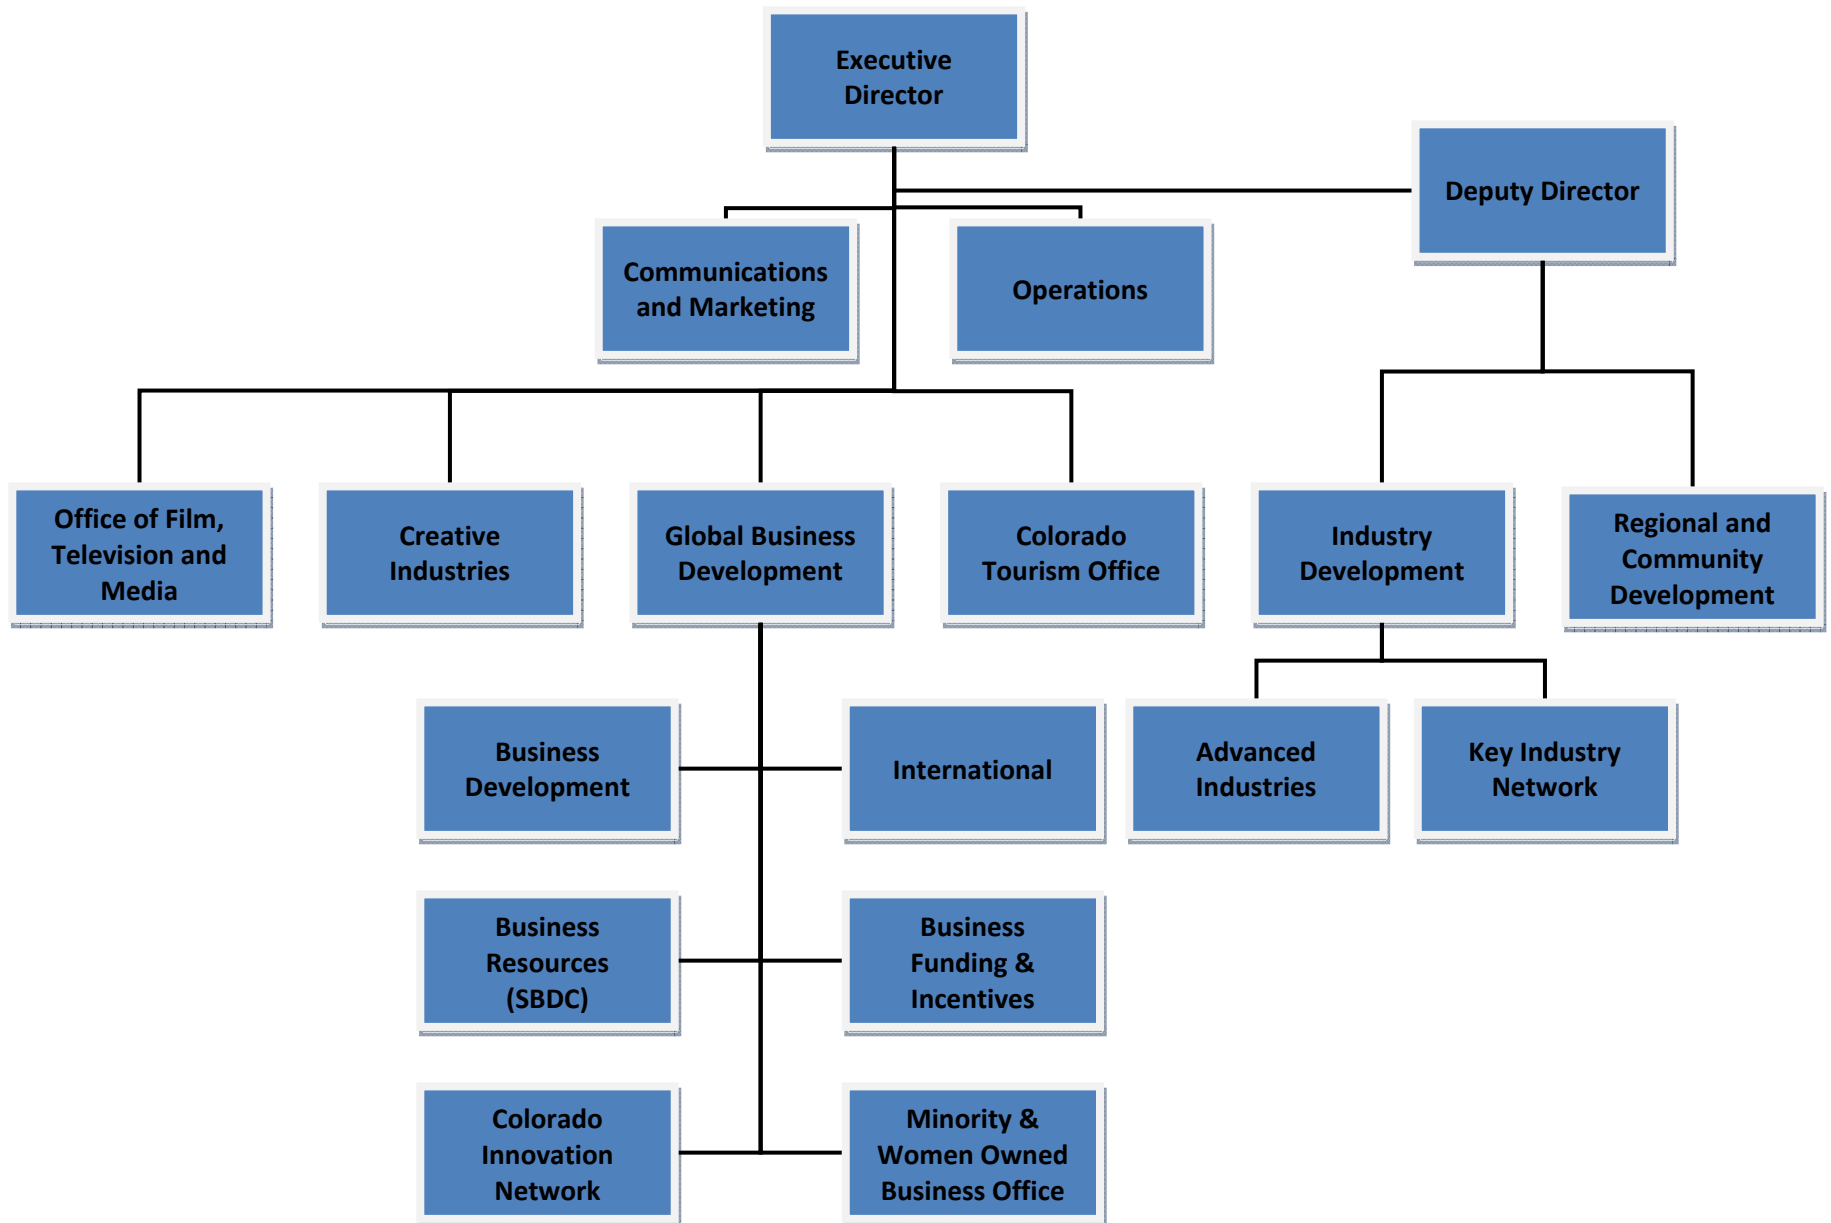 Executive
Director
Deputy Director
Communications
and Marketing
Operations
Office of Film,
Television and
Media
Creative
Industries
Global Business
Development
Colorado
Tourism Office
Industry
Development
Regional and
Community
Development
Business
Development
International
Advanced
Industries
Key Industry
Network
Business
Resources
(SBDC)
Business
Funding &
Incentives
Colorado
Innovation
Network
Minority &
Women Owned
Business Office